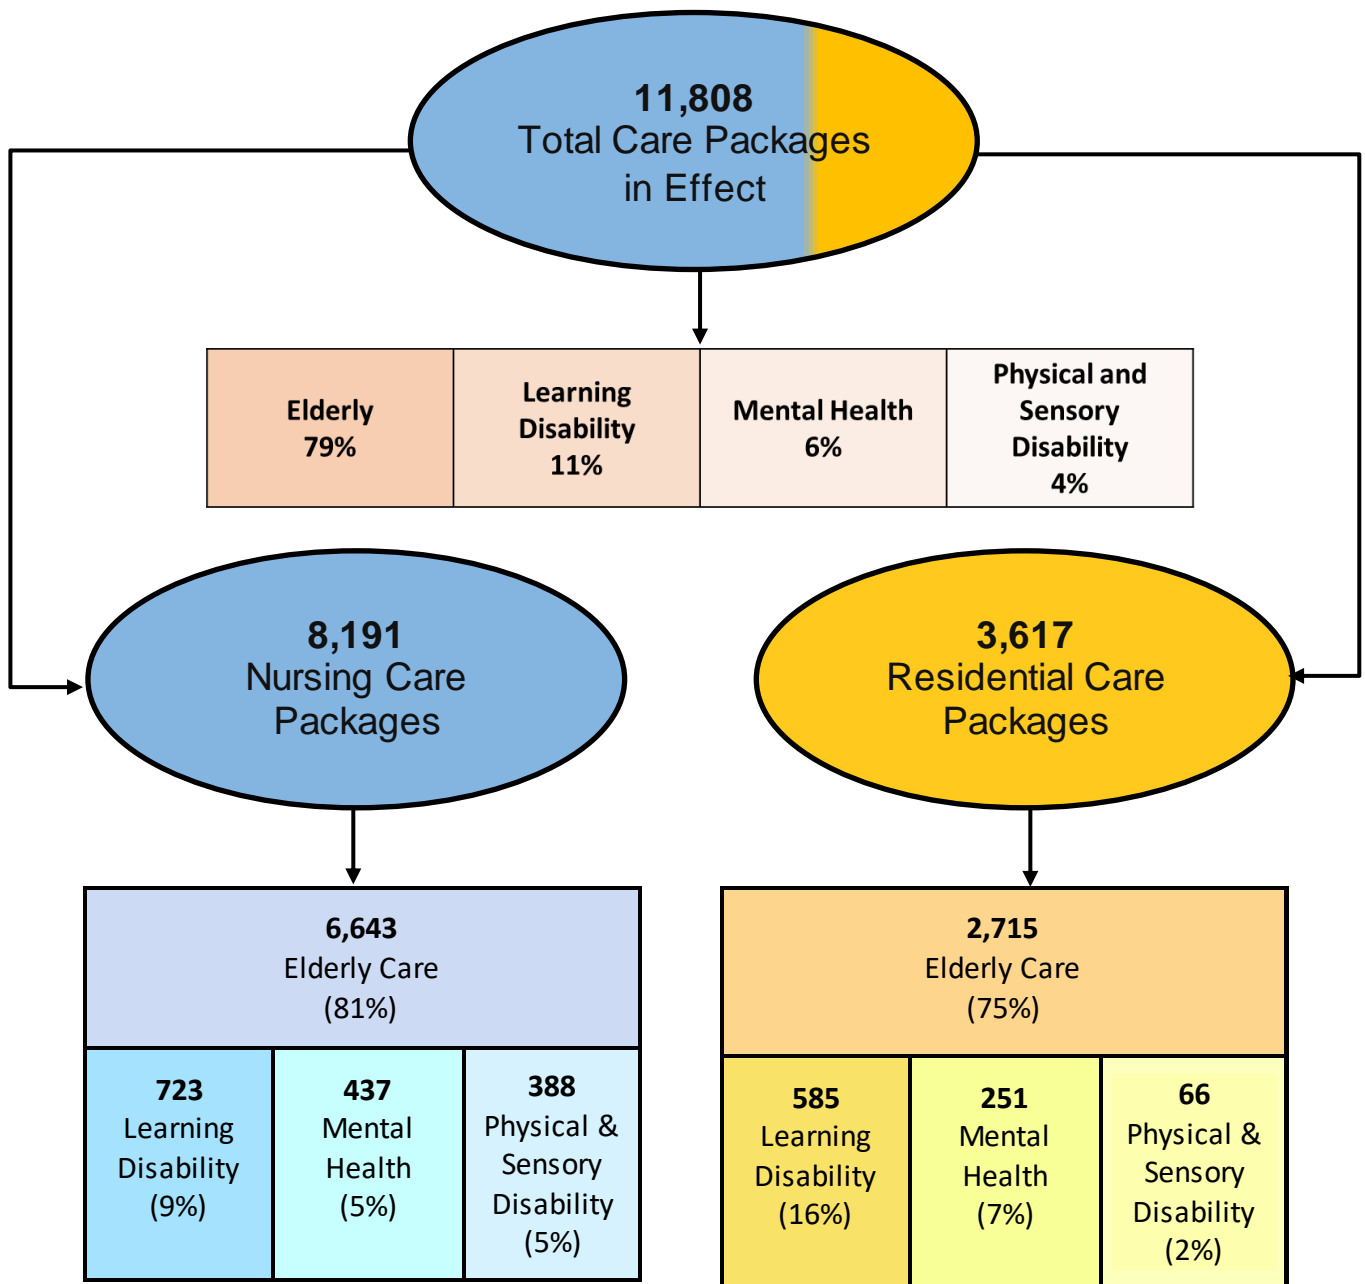 11,808
Total Care Packages
in Effect
Elderly
79%
Learning
Disability
11%
Mental Health
6%
Physical and
Sensory
Disability
4%
8,191
Nursing Care
Packages
3,617
Residential Care
Packages
6,643
Elderly Care
(81%)
723
Learning
Disability
(9%)
437
Mental
Health
(5%)
388
Physical &
Sensory
Disability
(5%)
2,715
Elderly Care
(75%)
585
Learning
Disability
(16%)
251
Mental
Health
(7%)
66
Physical &
Sensory
Disability
(2%)